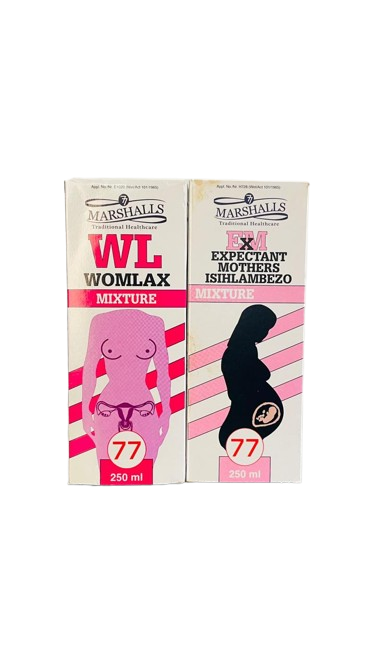 MARSHALLS
Traditional Healthcare
WL
WOMLAX
MIXTURE
77
250 ml
MARSHALLS
Traditional Healthcare
ExM
EXPECTANT
MOTHERS
ISIHLAMBEZO
MIXTURE
77
250 ml